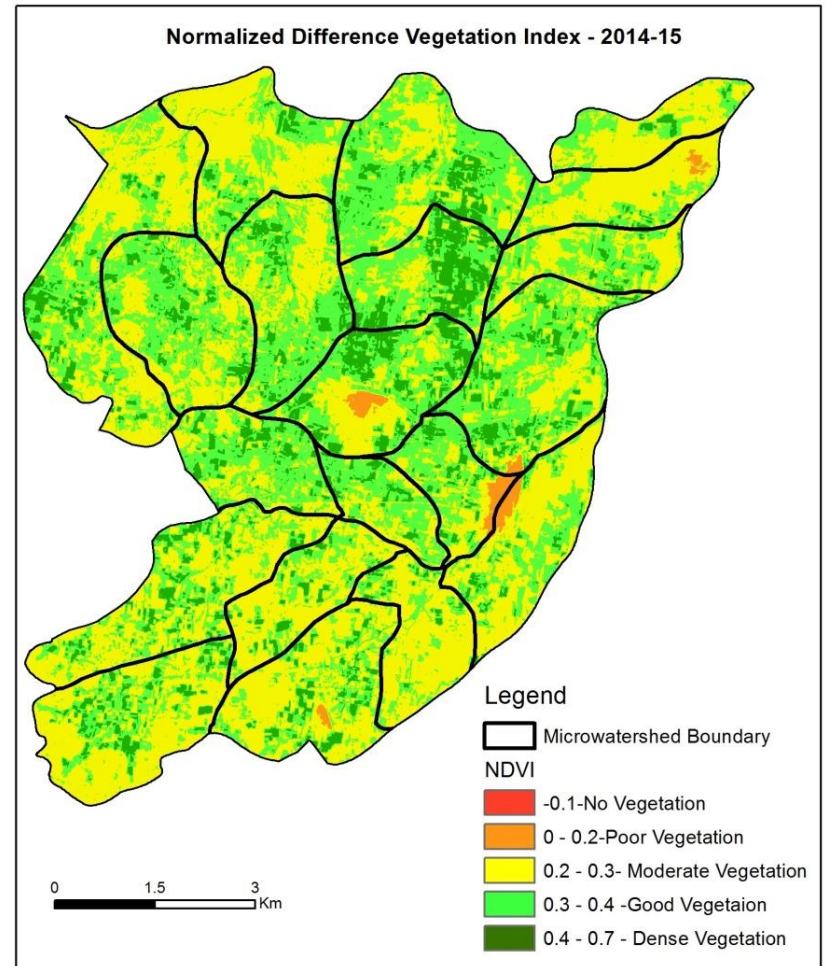 Normalized Difference Vegetation Index - 2014-15
Legend
Microwatershed Boundary
NDVI
-0.1-No Vegetation
0 - 0.2-Poor Vegetation
0.2 - 0.3- Moderate Vegetation
0.3 - 0.4 -Good Vegetaion
0.4 - 0.7 - Dense Vegetation
0 1.5 3
Km